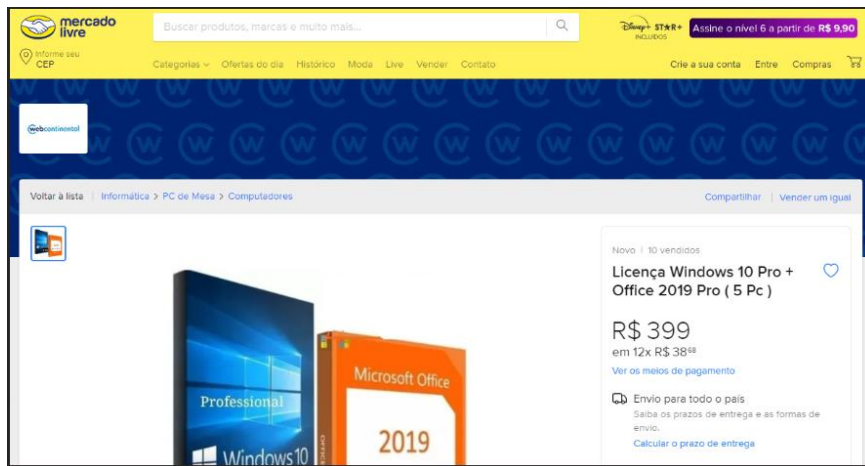 mercado
livre
Buscar produtos, marcas e muito mais...
Disney+ ST★R+
INCLUÍDOS
Assine o nível 6 a partir de R$ 9,90
Informe seu
CEP
Categorias
Ofertas do dia
Histórico
Moda
Live
Vender
Contato
Crie a sua conta
Entre
Compras
webcontinental
Voltar à lista
Informática > PC de Mesa > Computadores
Compartilhar
Vender um igual
Novo | 10 vendidos
Licença Windows 10 Pro +
Office 2019 Pro ( 5 Pc )
R$ 399
em 12x R$ 38⁶⁸
Ver os meios de pagamento
Envio para todo o país
Saiba os prazos de entrega e as formas de
envio.
Calcular o prazo de entrega
Professional
Windows 10
Microsoft Office
2019